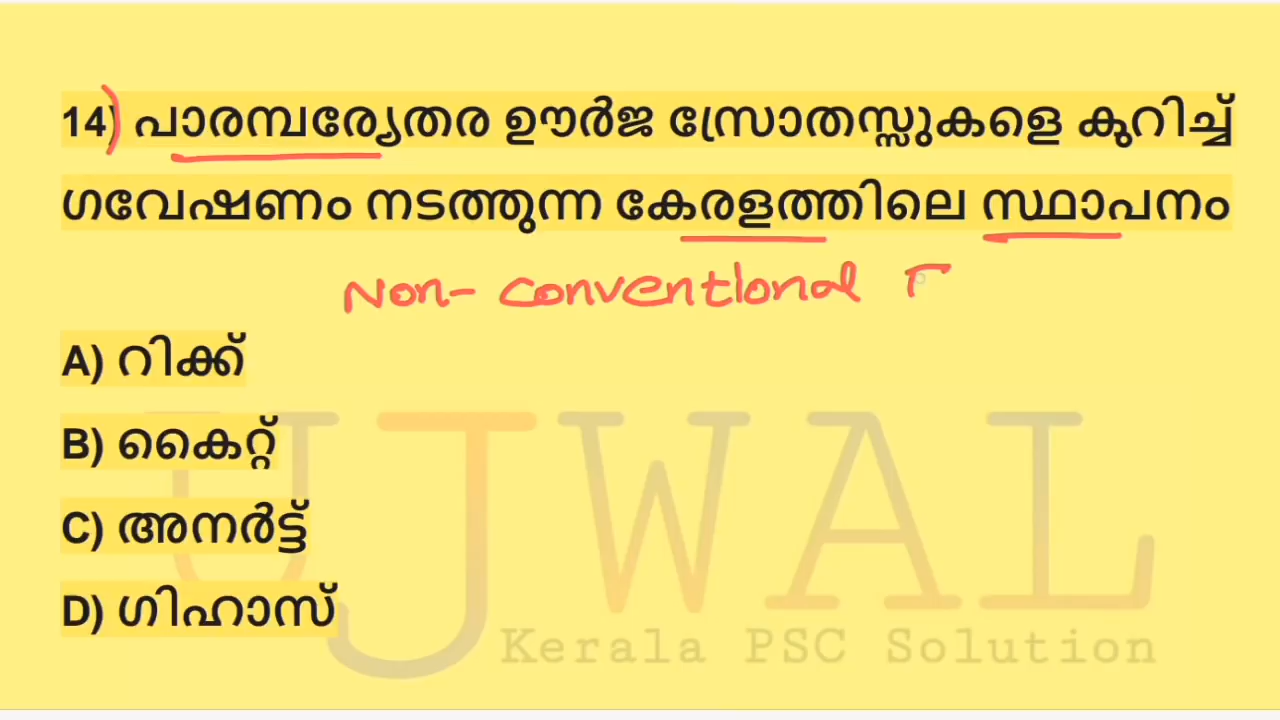 14) പാരമ്പര്യേതര ഊർജ സ്രോതസ്സുകളെ കുറിച്ച്
ഗവേഷണം നടത്തുന്ന കേരളത്തിലെ സ്ഥാപനം
Non- conventional
A) റിക്ക്
B) കൈറ്റ്
C) അനർട്ട്
D) ഗിഹാസ്
UJWAL
Kerala PSC Solution